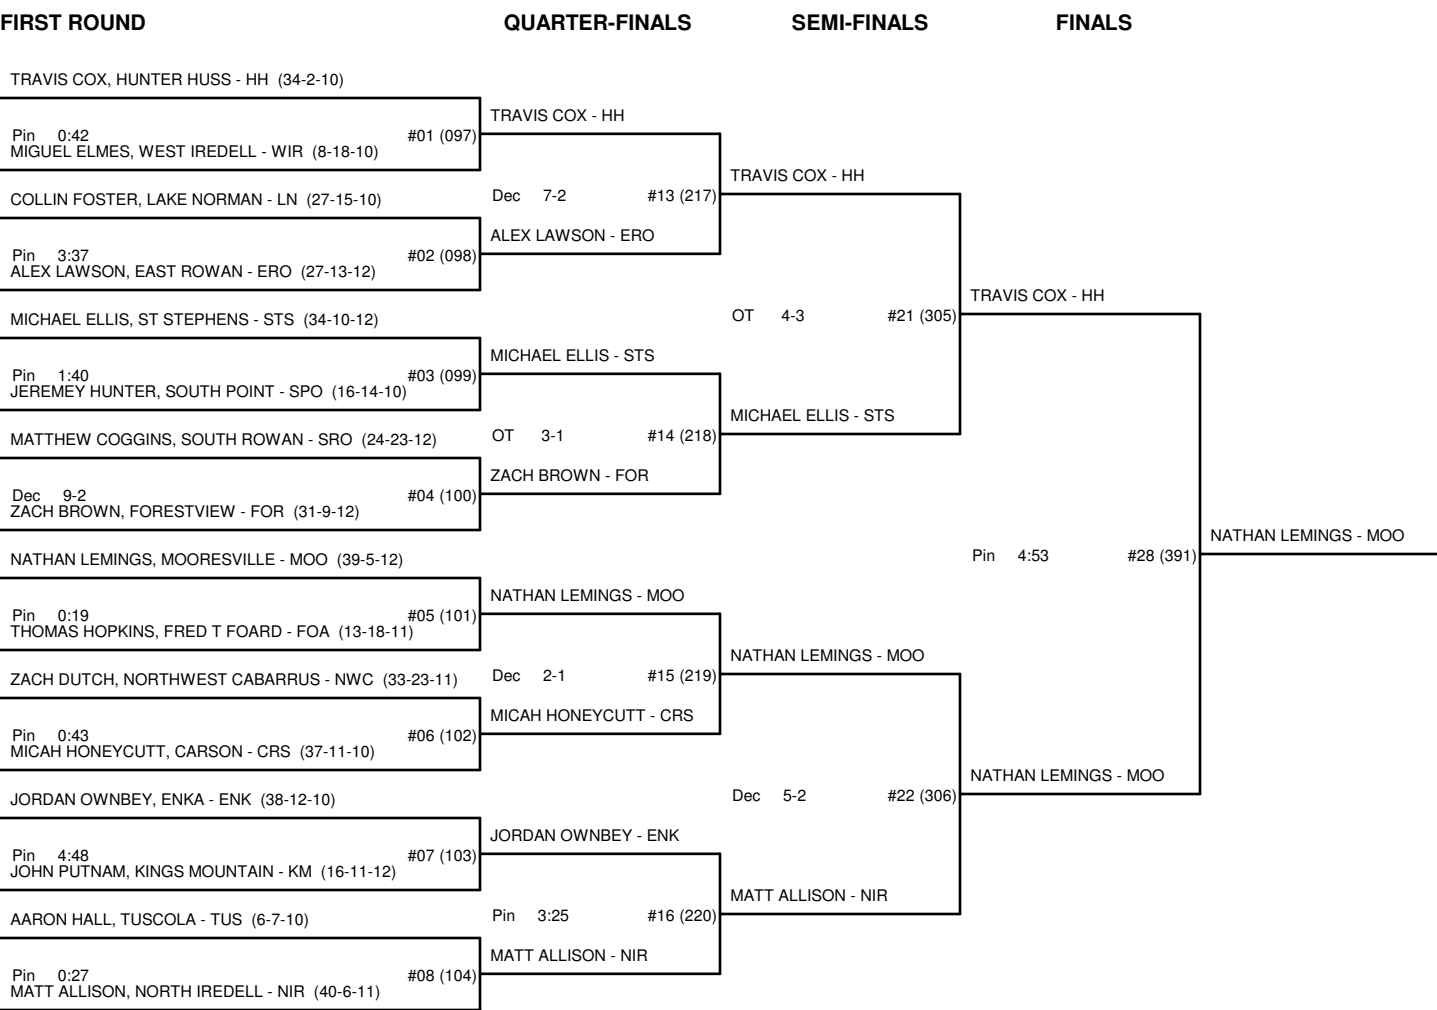 FIRST ROUND QUARTER-FINALS SEMI-FINALS FINALS
TRAVIS COX, HUNTER HUSS - HH (34-2-10)
TRAVIS COX - HH
Pin 0:42 #01 (097)
MIGUEL ELMES, WEST IREDELL - WIR (8-18-10)
TRAVIS COX - HH
COLLIN FOSTER, LAKE NORMAN - LN (27-15-10)
Dec 7-2 #13 (217)
ALEX LAWSON - ERO
Pin 3:37 #02 (098)
ALEX LAWSON, EAST ROWAN - ERO (27-13-12)
TRAVIS COX - HH
MICHAEL ELLIS, ST STEPHENS - STS (34-10-12)
OT 4-3 #21 (305)
MICHAEL ELLIS - STS
Pin 1:40 #03 (099)
JEREMEY HUNTER, SOUTH POINT - SPO (16-14-10)
MICHAEL ELLIS - STS
MATTHEW COGGINS, SOUTH ROWAN - SRO (24-23-12)
OT 3-1 #14 (218)
ZACH BROWN - FOR
Dec 9-2 #04 (100)
ZACH BROWN, FORESTVIEW - FOR (31-9-12)
NATHAN LEMINGS - MOO
NATHAN LEMINGS, MOORESVILLE - MOO (39-5-12)
Pin 4:53 #28 (391)
NATHAN LEMINGS - MOO
Pin 0:19 #05 (101)
THOMAS HOPKINS, FRED T FOARD - FOA (13-18-11)
NATHAN LEMINGS - MOO
ZACH DUTCH, NORTHWEST CABARRUS - NWC (33-23-11)
Dec 2-1 #15 (219)
MICAH HONEYCUTT - CRS
Pin 0:43 #06 (102)
MICAH HONEYCUTT, CARSON - CRS (37-11-10)
NATHAN LEMINGS - MOO
JORDAN OWNBEY, ENKA - ENK (38-12-10)
Dec 5-2 #22 (306)
JORDAN OWNBEY - ENK
Pin 4:48 #07 (103)
JOHN PUTNAM, KINGS MOUNTAIN - KM (16-11-12)
MATT ALLISON - NIR
AARON HALL, TUSCOLA - TUS (6-7-10)
Pin 3:25 #16 (220)
MATT ALLISON - NIR
Pin 0:27 #08 (104)
MATT ALLISON, NORTH IREDELL - NIR (40-6-11)